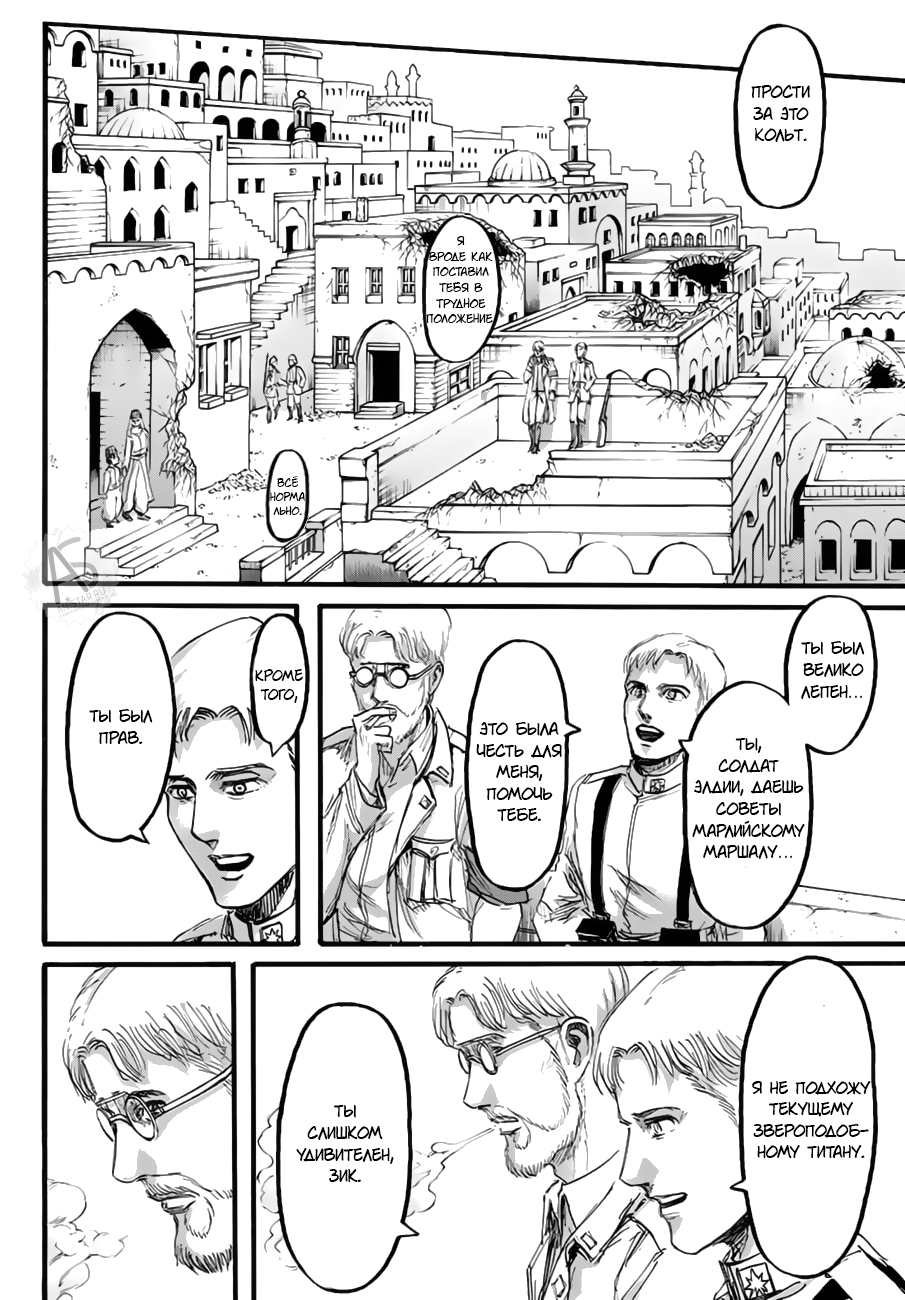 ПРОСТИ
ЗА ЭТО
КОЛЬТ.
Я
ВРОДЕ КАК
ПОСТАВИЛ
ТЕБЯ В
ТРУДНОЕ
ПОЛОЖЕНИЕ
ВСЁ
НОРМА-
ЛЬНО.
ТЫ БЫЛ
ВЕЛИКО
ЛЕПЕН...
ТЫ,
СОЛДАТ
ЭЛДИИ, ДАЕШЬ
СОВЕТЫ
МАРЛИЙСКОМУ
МАРШАЛУ...
ЭТО БЫЛА
ЧЕСТЬ ДЛЯ
МЕНЯ,
ПОМОЧЬ
ТЕБЕ.
КРОМЕ
ТОГО,
ТЫ БЫЛ
ПРАВ.
Я НЕ ПОДХОЖУ
ТЕКУЩЕМУ
ЗВЕРОПОДОБ-
НОМУ ТИТАНУ.
ТЫ
СЛИШКОМ
УДИВИТЕЛЕН,
ЗИК.